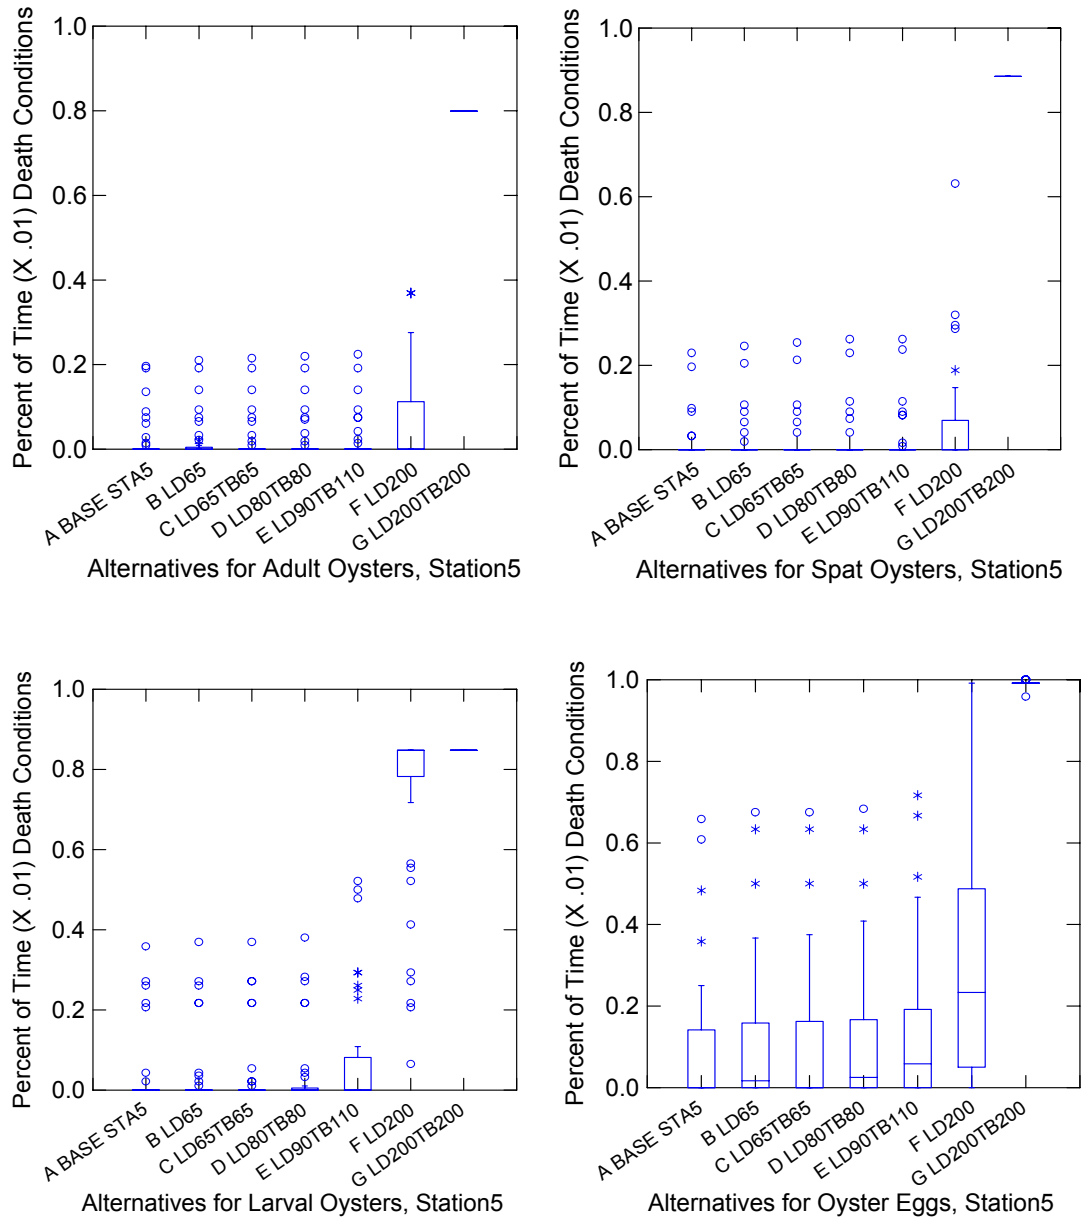 Percent of Time (X .01) Death Conditions
1.0
0.8
0.6
0.4
0.2
0.0
A BASE STA5
B LD65
C LD65TB65
D LD80TB80
E LD90TB110
F LD200
G LD200TB200
Alternatives for Adult Oysters, Station5
Percent of Time (X .01) Death Conditions
1.0
0.8
0.6
0.4
0.2
0.0
A BASE STA5
B LD65
C LD65TB65
D LD80TB80
E LD90TB110
F LD200
G LD200TB200
Alternatives for Spat Oysters, Station5
Percent of Time (X .01) Death Conditions
1.0
0.8
0.6
0.4
0.2
0.0
A BASE STA5
B LD65
C LD65TB65
D LD80TB80
E LD90TB110
F LD200
G LD200TB200
Alternatives for Larval Oysters, Station5
Percent of Time (X .01) Death Conditions
1.0
0.8
0.6
0.4
0.2
0.0
A BASE STA5
B LD65
C LD65TB65
D LD80TB80
E LD90TB110
F LD200
G LD200TB200
Alternatives for Oyster Eggs, Station5